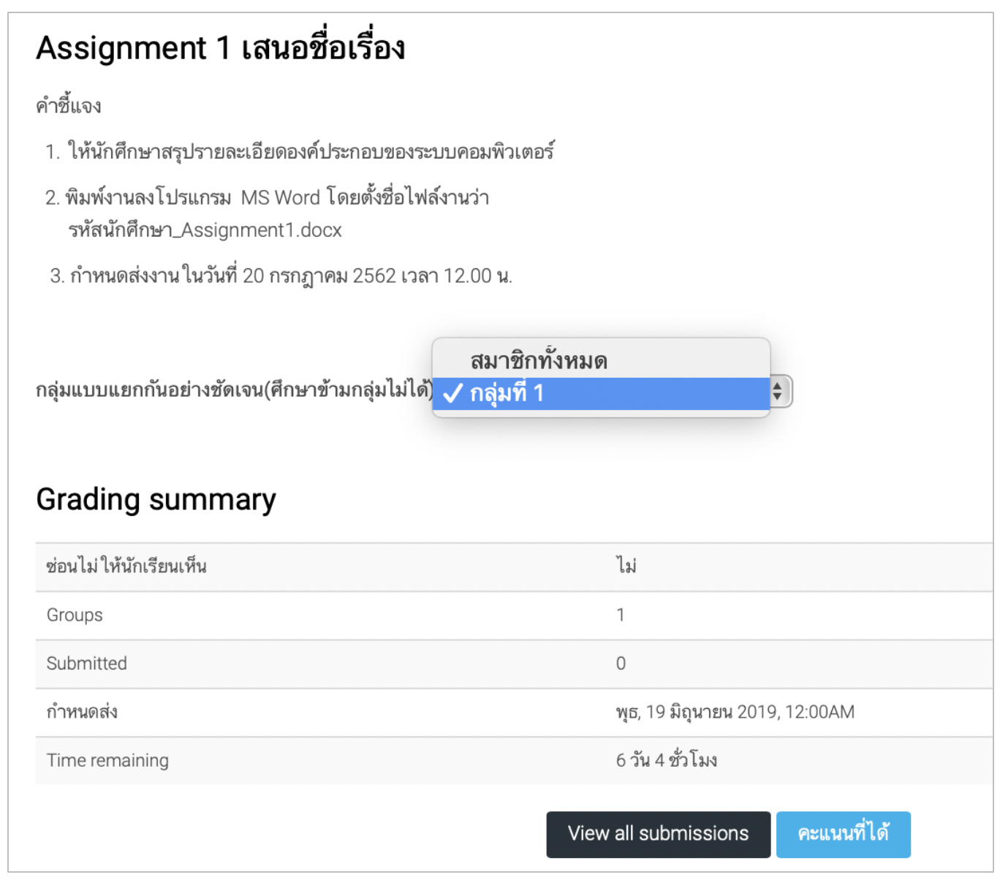 Assignment 1 เสนอชื่อเรื่อง
คำชี้แจง
1. ให้นักศึกษาสรุปรายละเอียดองค์ประกอบของระบบคอมพิวเตอร์
2. พิมพ์งานลงโปรแกรม MS Word โดยตั้งชื่อไฟล์งานว่า
รหัสนักศึกษา_Assignment1.docx
3. กำหนดส่งงาน ในวันที่ 20 กรกฎาคม 2562 เวลา 12.00 น.
สมาชิกทั้งหมด
กลุ่มแบบแยกกันอย่างชัดเจน(ศึกษาข้ามกลุ่มไม่ได้) ✓ กลุ่มที่ 1
Grading summary
ซ่อนไม่ให้นักเรียนเห็น ไม่
Groups 1
Submitted 0
กำหนดส่ง พุธ, 19 มิถุนายน 2019, 12:00AM
Time remaining 6 วัน 4 ชั่วโมง
View all submissions คะแนนที่ได้